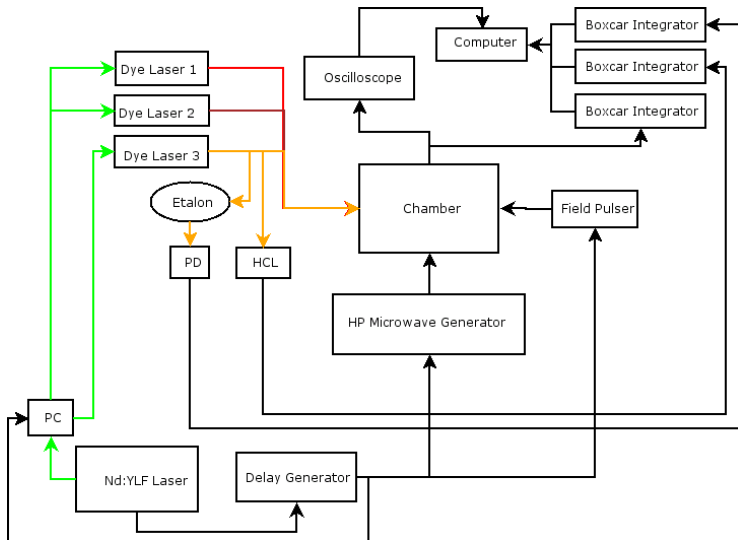 Boxcar Integrator
Computer
Dye Laser 1
Boxcar Integrator
Oscilloscope
Dye Laser 2
Boxcar Integrator
Dye Laser 3
Etalon
Chamber
Field Pulser
PD
HCL
HP Microwave Generator
PC
Nd:YLF Laser
Delay Generator